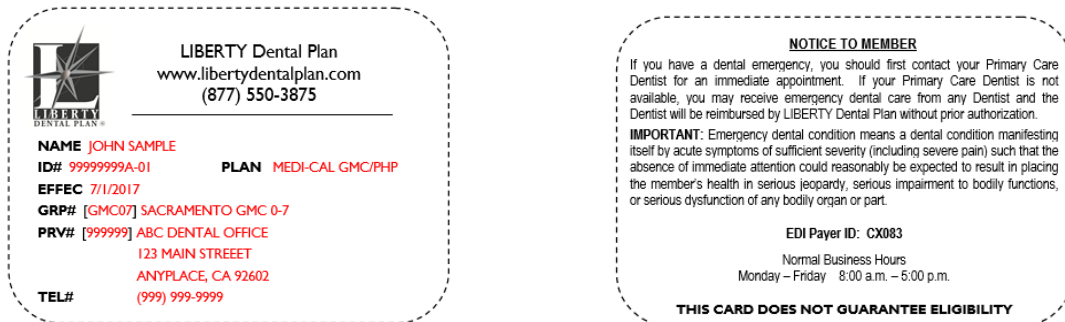 LIBERTY Dental Plan
www.libertydentalplan.com
(877) 550-3875
L
LIBERTY
DENTAL PLAN®
NAME JOHN SAMPLE
ID# 99999999A-01 PLAN MEDI-CAL GMC/PHP
EFFEC 7/1/2017
GRP# [GMC07] SACRAMENTO GMC 0-7
PRV# [999999] ABC DENTAL OFFICE
123 MAIN STREEET
ANYPLACE, CA 92602
TEL# (999) 999-9999
NOTICE TO MEMBER
If you have a dental emergency, you should first contact your Primary Care
Dentist for an immediate appointment. If your Primary Care Dentist is not
available, you may receive emergency dental care from any Dentist and the
Dentist will be reimbursed by LIBERTY Dental Plan without prior authorization.
IMPORTANT: Emergency dental condition means a dental condition manifesting
itself by acute symptoms of sufficient severity (including severe pain) such that the
absence of immediate attention could reasonably be expected to result in placing
the member's health in serious jeopardy, serious impairment to bodily functions,
or serious dysfunction of any bodily organ or part.
EDI Payer ID: CX083
Normal Business Hours
Monday – Friday 8:00 a.m. – 5:00 p.m.
THIS CARD DOES NOT GUARANTEE ELIGIBILITY